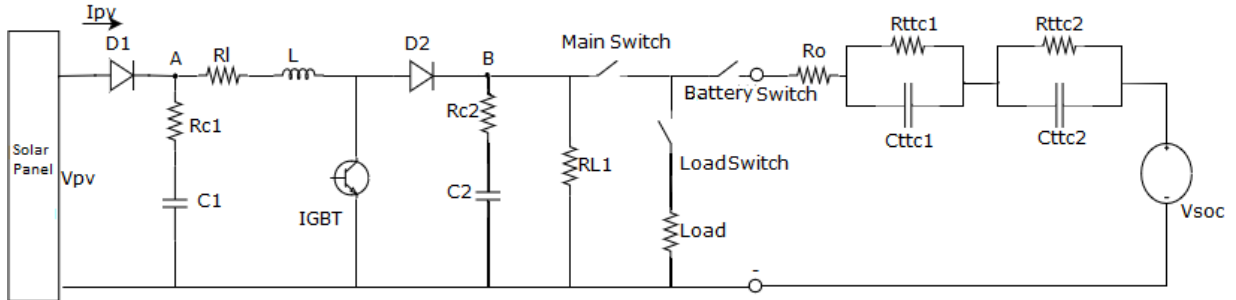 Ipv
D1
A
Rl
L
D2
B
Main Switch
Ro
Rttc1
Rttc2
Battery Switch
Rc1
Rc2
Cttc1
Cttc2
Solar
Panel
Vpv
Load Switch
RL1
C1
C2
IGBT
Load
+
-
Vsoc
-